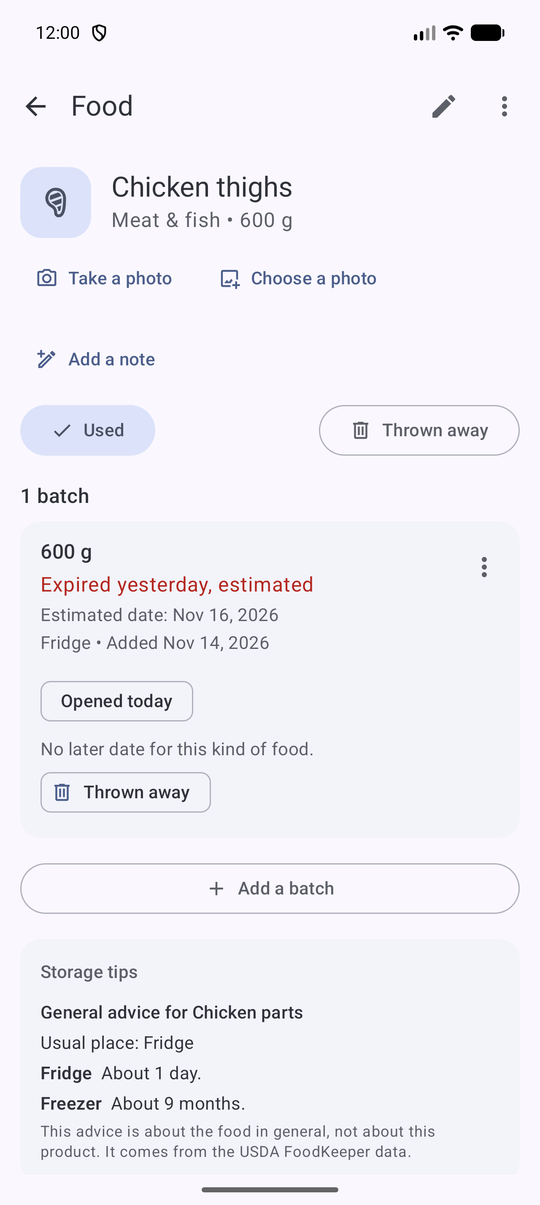 12:00
Food
Chicken thighs
Meat & fish • 600 g
Take a photo
Choose a photo
Add a note
Used
Thrown away
1 batch
600 g
Expired yesterday, estimated
Estimated date: Nov 16, 2026
Fridge • Added Nov 14, 2026
Opened today
No later date for this kind of food.
Thrown away
Add a batch
Storage tips
General advice for Chicken parts
Usual place: Fridge
Fridge About 1 day.
Freezer About 9 months.
This advice is about the food in general, not about this
product. It comes from the USDA FoodKeeper data.